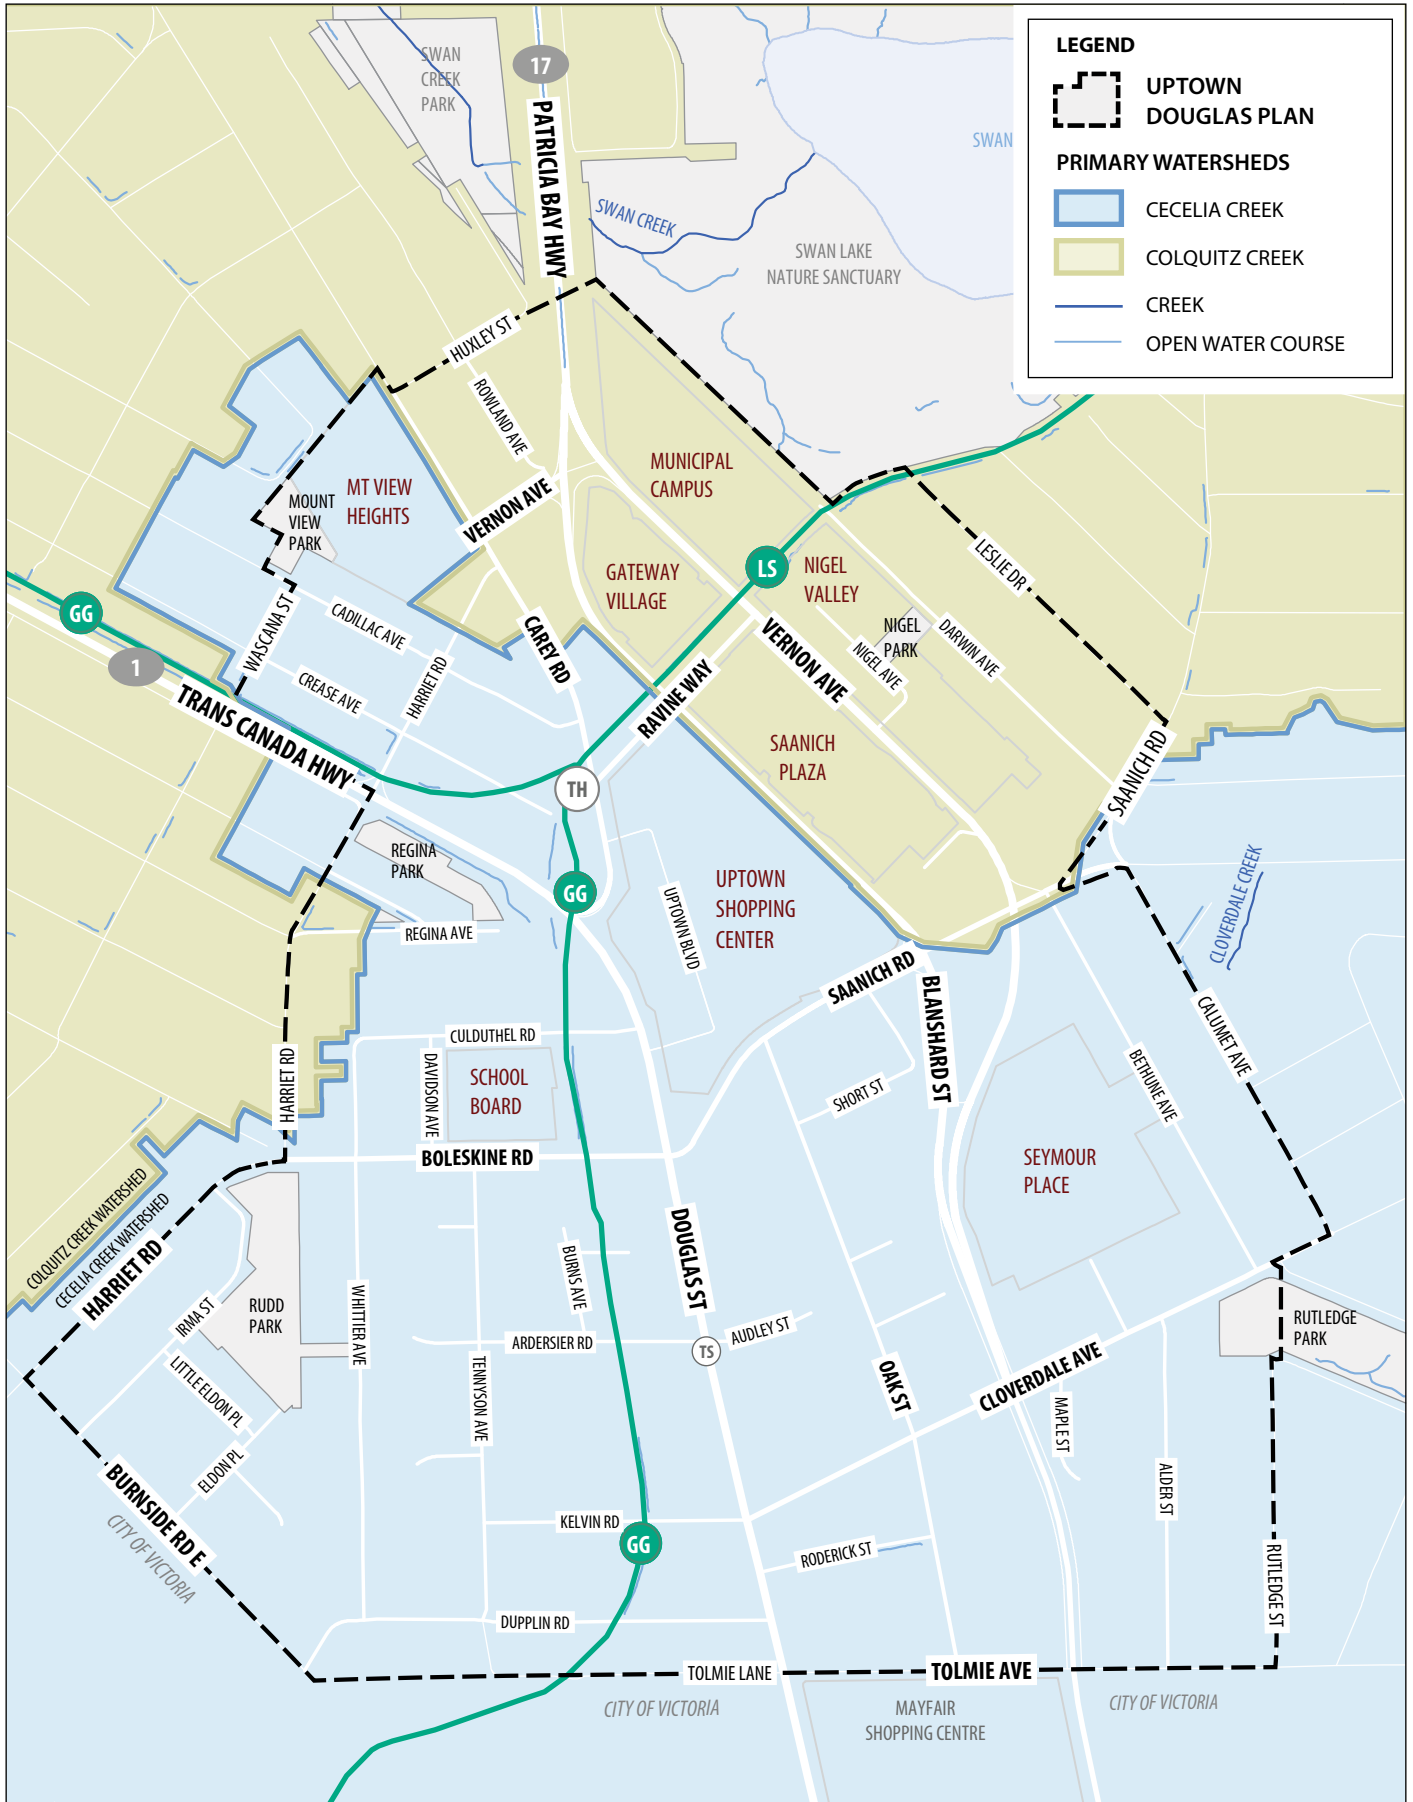 LEGEND
UPTOWN
DOUGLAS PLAN
PRIMARY WATERSHEDS
CECELIA CREEK
COLQUITZ CREEK
CREEK
OPEN WATER COURSE
SWAN
CREEK
PARK
17
PATRICIA BAY HWY
SWAN
SWAN CREEK
SWAN LAKE
NATURE SANCTUARY
HUXLEY ST
ROWLAND AVE
MUNICIPAL
CAMPUS
MT VIEW
HEIGHTS
MOUNT
VIEW
PARK
VERNON AVE
GATEWAY
VILLAGE
LS
NIGEL
VALLEY
LESLIE DR
NIGEL
PARK
DARWIN AVE
NIGEL AVE
VERNON AVE
GG
1
WASCANA ST
CADILLAC AVE
CAREY RD
CREASE AVE
HARRIET RD
RAVINE WAY
TRANS CANADA HWY
SAANICH
PLAZA
SAANICH RD
TH
REGINA
PARK
GG
UPTOWN
SHOPPING
CENTER
UPTOWN BLVD
CLOVERDALE CREEK
REGINA AVE
SAANICH RD
BLANSHARD ST
CALUMET AVE
CULDUTHEL RD
HARRIET RD
DAVIDSON AVE
SCHOOL
BOARD
SHORT ST
BETHUNE AVE
BOLESKINE RD
SEYMOUR
PLACE
COLQUITZ CREEK WATERSHED
CECELIA CREEK WATERSHED
HARRIET RD
DOUGLAS ST
BURNS AVE
IRMA ST
RUDD
PARK
WHITTIER AVE
ARDERSIER RD
AUDLEY ST
TS
RUTLEDGE
PARK
LITTLE ELDON PL
TENNYSON AVE
OAK ST
CLOVERDALE AVE
MAPLE ST
ELDON PL
ALDER ST
BURNSIDE RD E
CITY OF VICTORIA
KELVIN RD
GG
RODERICK ST
RUTLEDGE ST
DUPPLIN RD
TOLMIE LANE
TOLMIE AVE
CITY OF VICTORIA
MAYFAIR
SHOPPING CENTRE
CITY OF VICTORIA